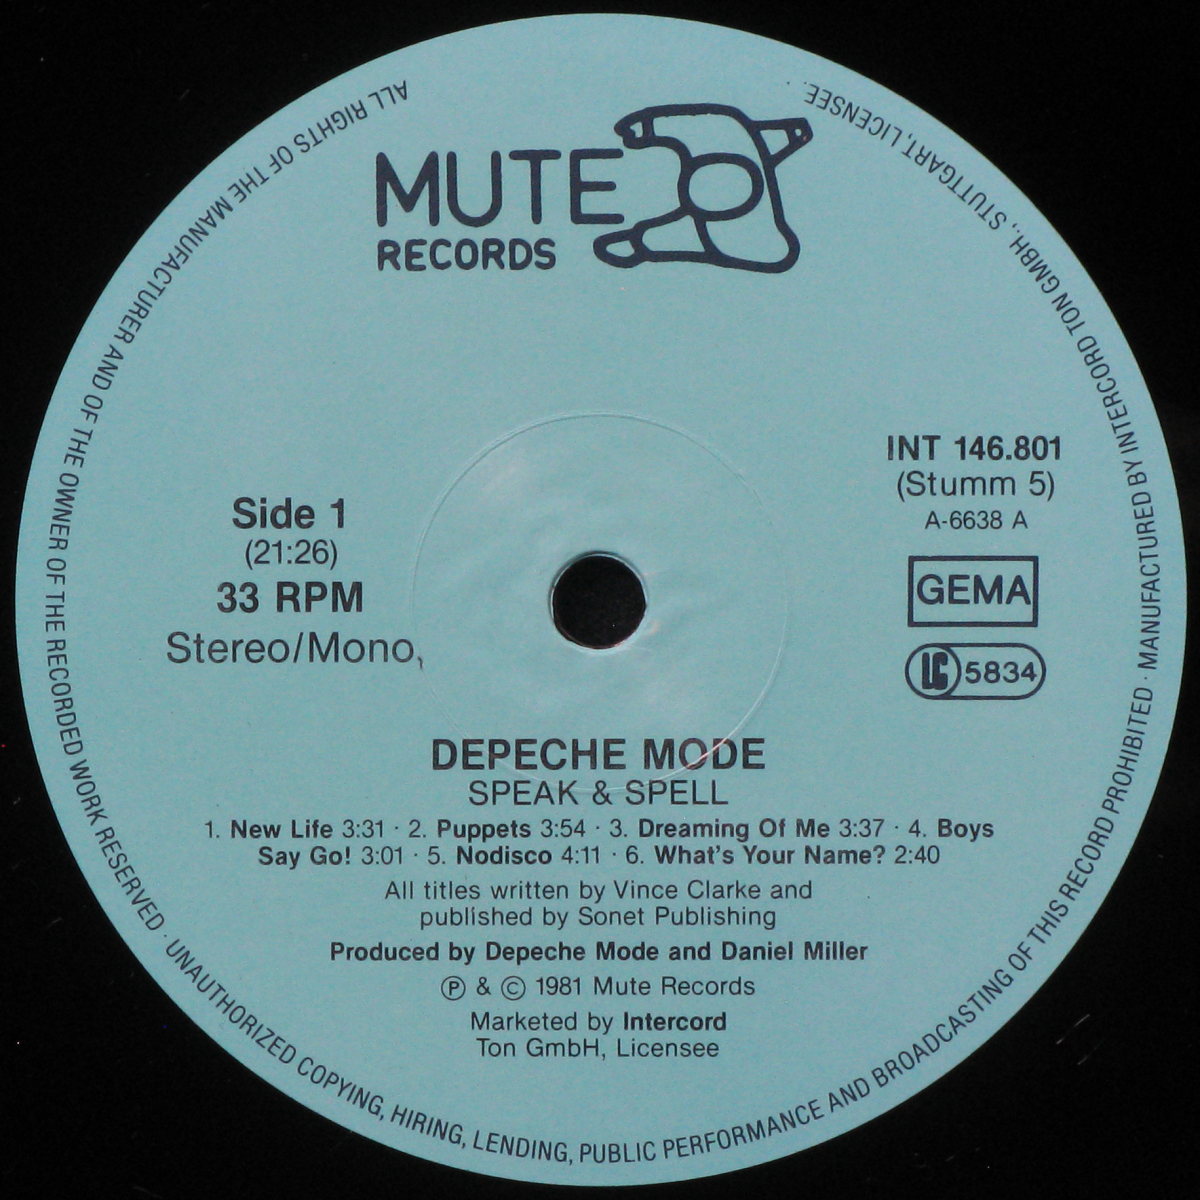 MUTE
RECORDS
INT 146.801
(Stumm 5)
A-6638 A
GEMA
LC 5834
Side 1
(21:26)
33 RPM
Stereo/Mono,
DEPECHE MODE
SPEAK & SPELL
1. New Life 3:31 · 2. Puppets 3:54 · 3. Dreaming Of Me 3:37 · 4. Boys
Say Go! 3:01 · 5. Nodisco 4:11 · 6. What's Your Name? 2:40
All titles written by Vince Clarke and
published by Sonet Publishing
Produced by Depeche Mode and Daniel Miller
Ⓟ & © 1981 Mute Records
Marketed by Intercord
Ton GmbH, Licensee
ALL RIGHTS OF THE MANUFACTURER AND OF THE OWNER OF THE RECORDED WORK RESERVED · UNAUTHORIZED COPYING, HIRING, LENDING, PUBLIC PERFORMANCE AND BROADCASTING OF THIS RECORD PROHIBITED · MANUFACTURED BY INTERCORD TON GMBH., STUTTGART, LICENSEE. .